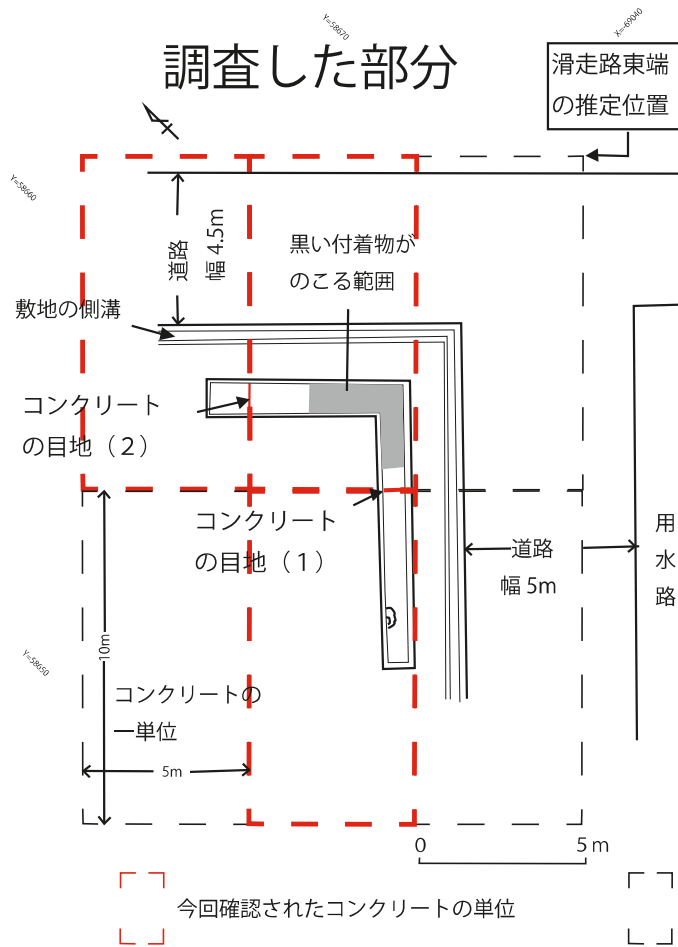 Y=58670
X=-69040
調査した部分
滑走路東端
の推定位置
Y=58660
道路
幅 4.5m
黒い付着物が
のこる範囲
敷地の側溝
コンクリート
の目地（2）
コンクリート
の目地（1）
道路
幅 5m
用水路
Y=58650
10m
コンクリートの
一単位
5m
0
5 m
今回確認されたコンクリートの単位